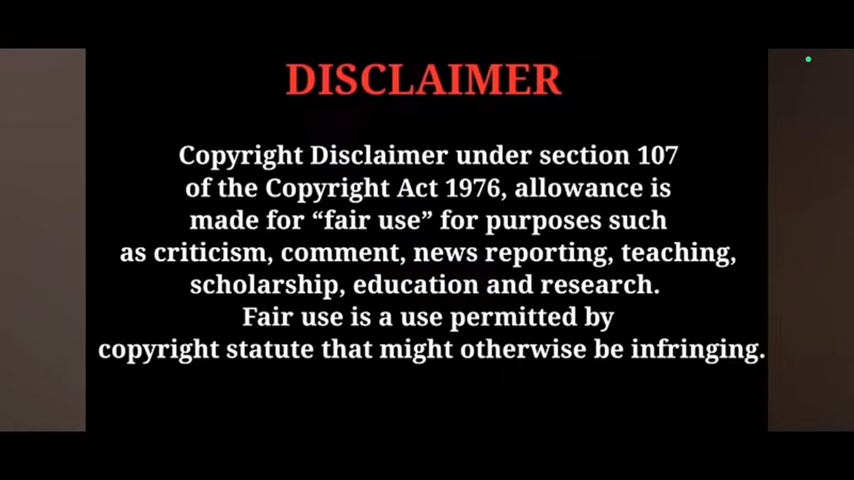 DISCLAIMER
Copyright Disclaimer under section 107
of the Copyright Act 1976, allowance is
made for “fair use” for purposes such
as criticism, comment, news reporting, teaching,
scholarship, education and research.
Fair use is a use permitted by
copyright statute that might otherwise be infringing.